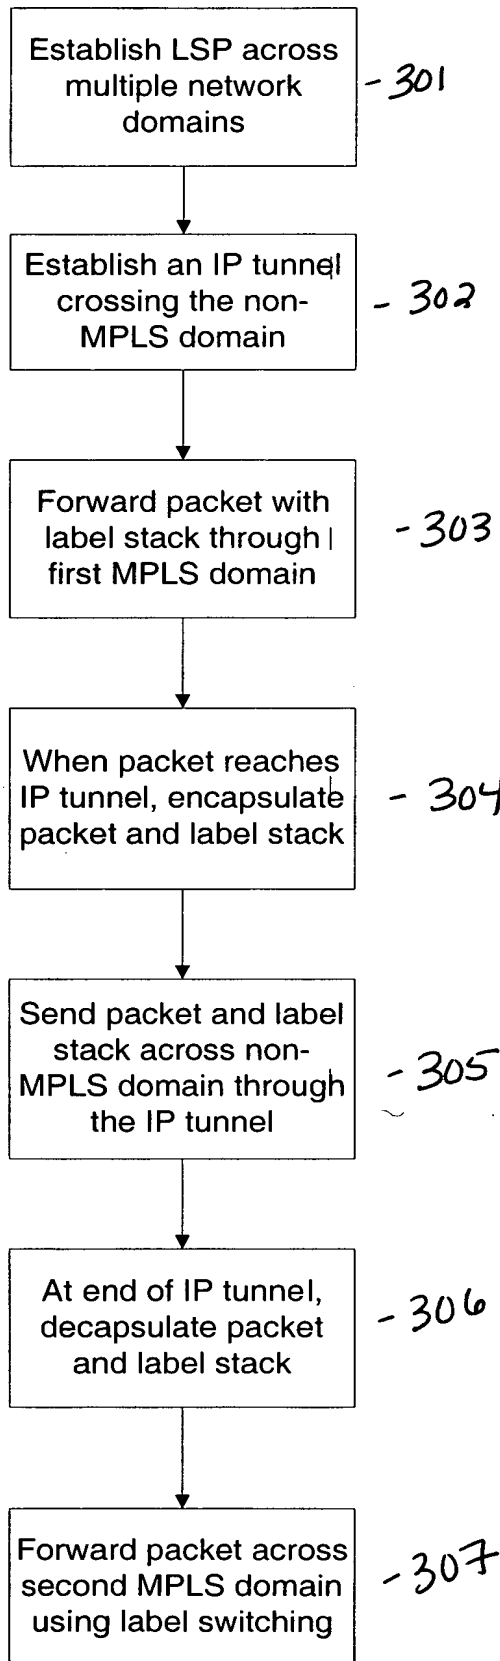 Establish LSP across
multiple network
domains
- 301
Establish an IP tunnel
crossing the non-
MPLS domain
- 302
Forward packet with
label stack through
first MPLS domain
- 303
When packet reaches
IP tunnel, encapsulate
packet and label stack
- 304
Send packet and label
stack across non-
MPLS domain through
the IP tunnel
- 305
At end of IP tunnel,
decapsulate packet
and label stack
- 306
Forward packet across
second MPLS domain
using label switching
- 307